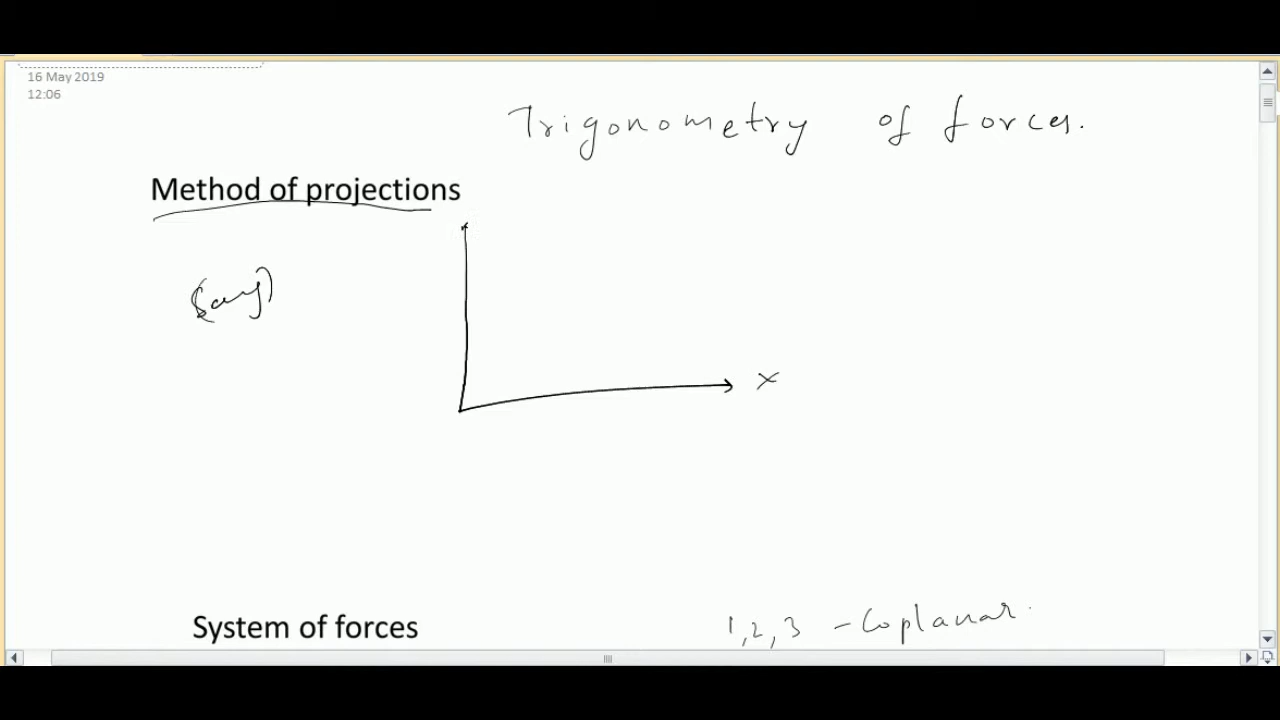 16 May 2019
12:06
Trigonometry of forces.
Method of projections
x
System of forces
1,2,3 - Coplanar.